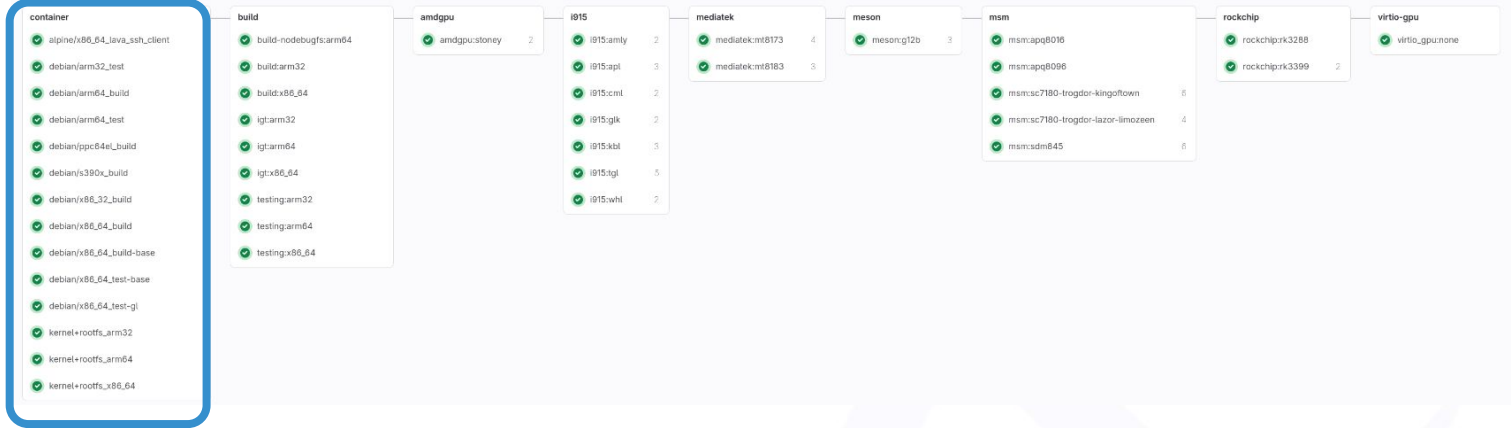 container
alpine/x86_64_lava_ssh_client
debian/arm32_test
debian/arm64_build
debian/arm64_test
debian/ppc64el_build
debian/s390x_build
debian/x86_32_build
debian/x86_64_build
debian/x86_64_build-base
debian/x86_64_test-base
debian/x86_64_test-gl
kernel+rootfs_arm32
kernel+rootfs_arm64
kernel+rootfs_x86_64
build
build-nodebugfs:arm64
build:arm32
build:x86_64
igt:arm32
igt:arm64
igt:x86_64
testing:arm32
testing:arm64
testing:x86_64
amdgpu
amdgpu:stoney 2
i915
i915:amly 2
i915:apl 3
i915:cml 2
i915:glk 2
i915:kbl 3
i915:tgl 5
i915:whl 2
mediatek
mediatek:mt8173 4
mediatek:mt8183 3
meson
meson:g12b 3
msm
msm:apq8016
msm:apq8096
msm:sc7180-trogdor-kingoftown 6
msm:sc7180-trogdor-lazor-limozeen 4
msm:sdm845 6
rockchip
rockchip:rk3288
rockchip:rk3399 2
virtio-gpu
virtio_gpu:none